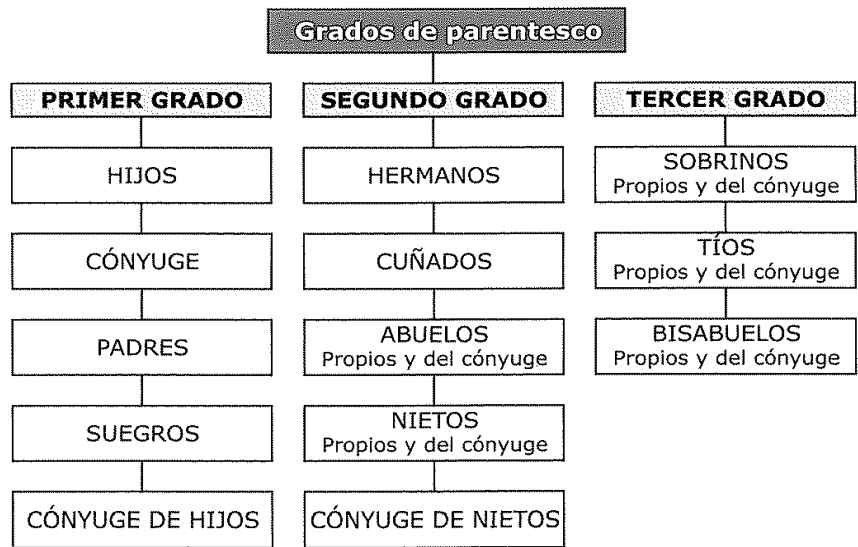 Grados de parentesco
PRIMER GRADO
HIJOS
CÓNYUGE
PADRES
SUEGROS
CÓNYUGE DE HIJOS
SEGUNDO GRADO
HERMANOS
CUÑADOS
ABUELOS
Propios y del cónyuge
NIETOS
Propios y del cónyuge
CÓNYUGE DE NIETOS
TERCER GRADO
SOBRINOS
Propios y del cónyuge
TÍOS
Propios y del cónyuge
BISABUELOS
Propios y del cónyuge